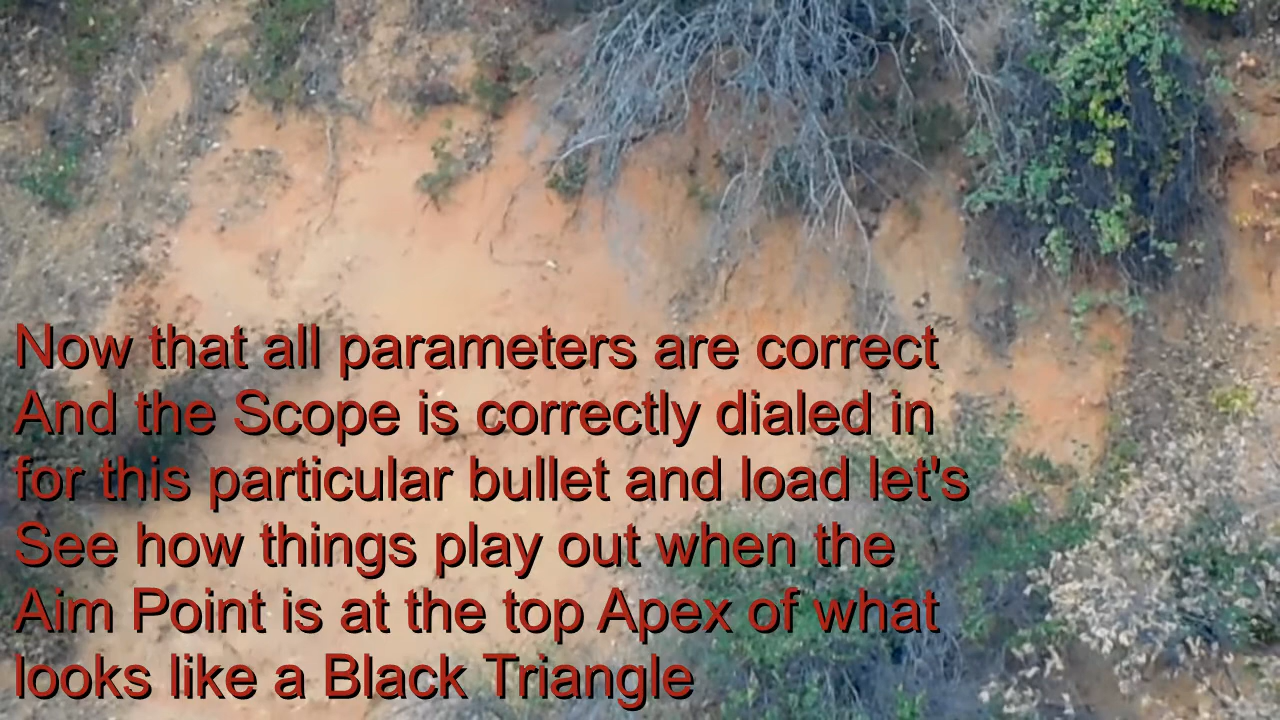 Now that all parameters are correct
And the Scope is correctly dialed in
for this particular bullet and load let's
See how things play out when the
Aim Point is at the top Apex of what
looks like a Black Triangle